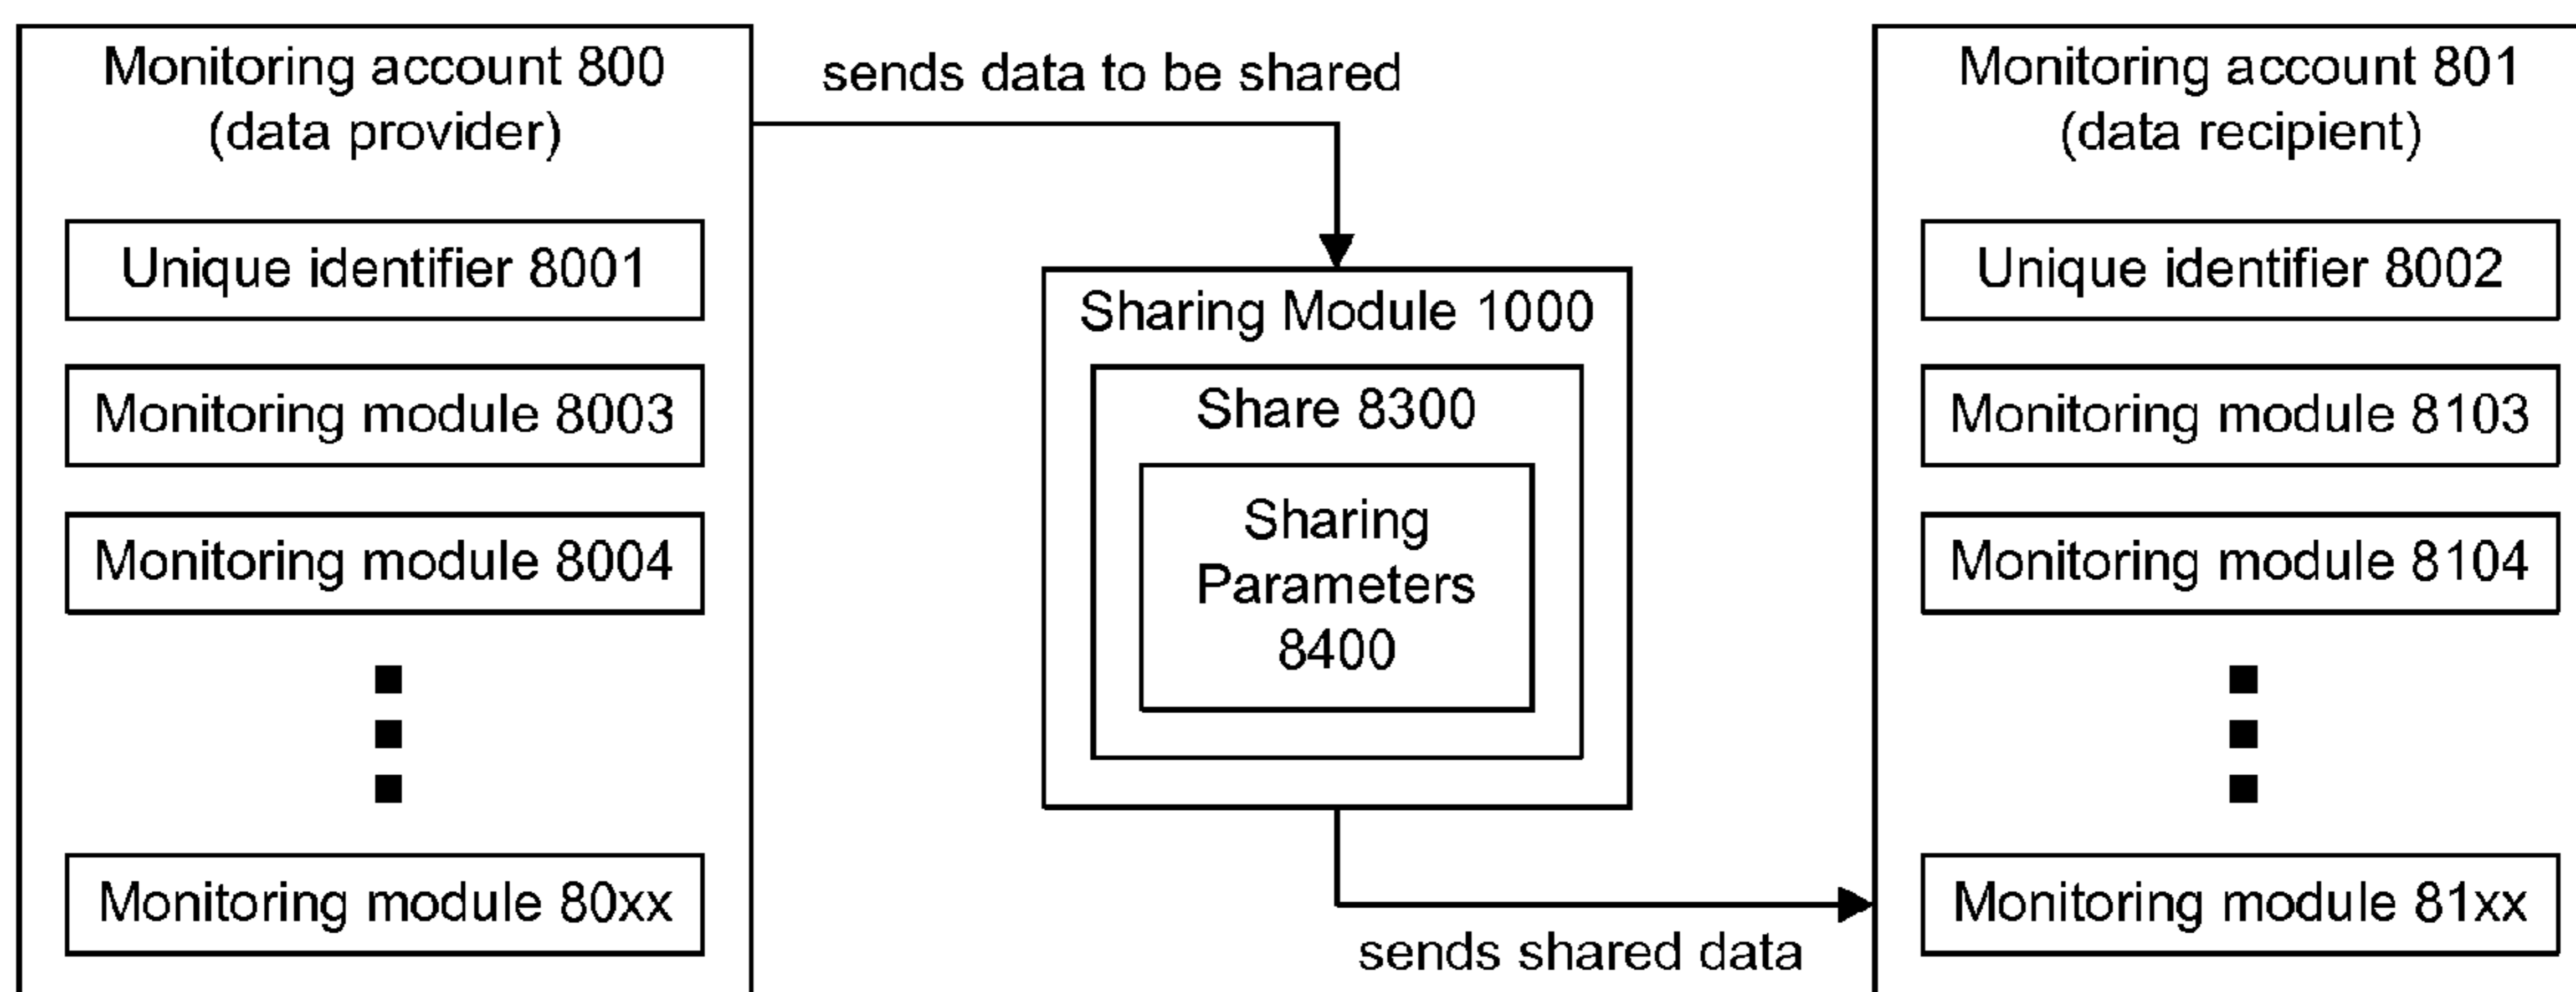 Monitoring account 800
(data provider)
Unique identifier 8001
Monitoring module 8003
Monitoring module 8004
Monitoring module 80xx
sends data to be shared
Sharing Module 1000
Share 8300
Sharing
Parameters
8400
sends shared data
Monitoring account 801
(data recipient)
Unique identifier 8002
Monitoring module 8103
Monitoring module 8104
Monitoring module 81xx